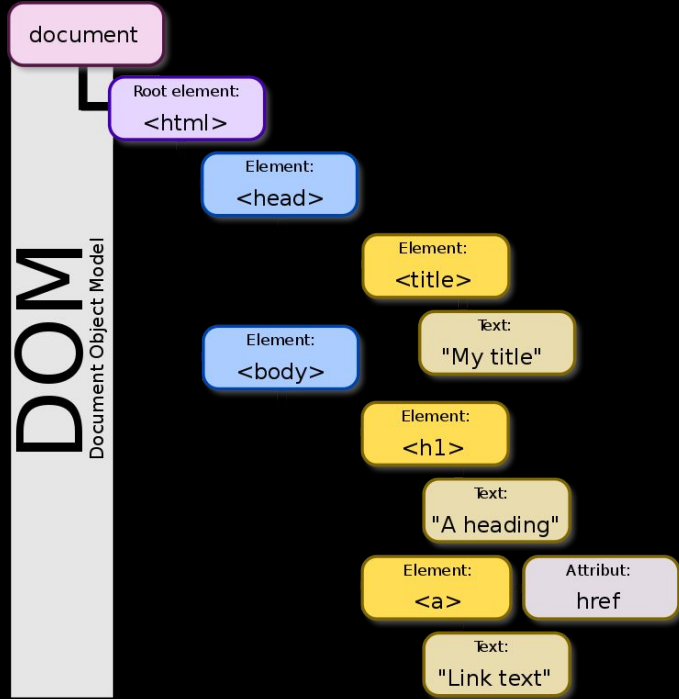 document
Root element:
<html>
Element:
<head>
Element:
<title>
Text:
"My title"
Element:
<body>
Element:
<h1>
Text:
"A heading"
Element:
<a>
Attribut:
href
Text:
"Link text"
DOM
Document Object Model